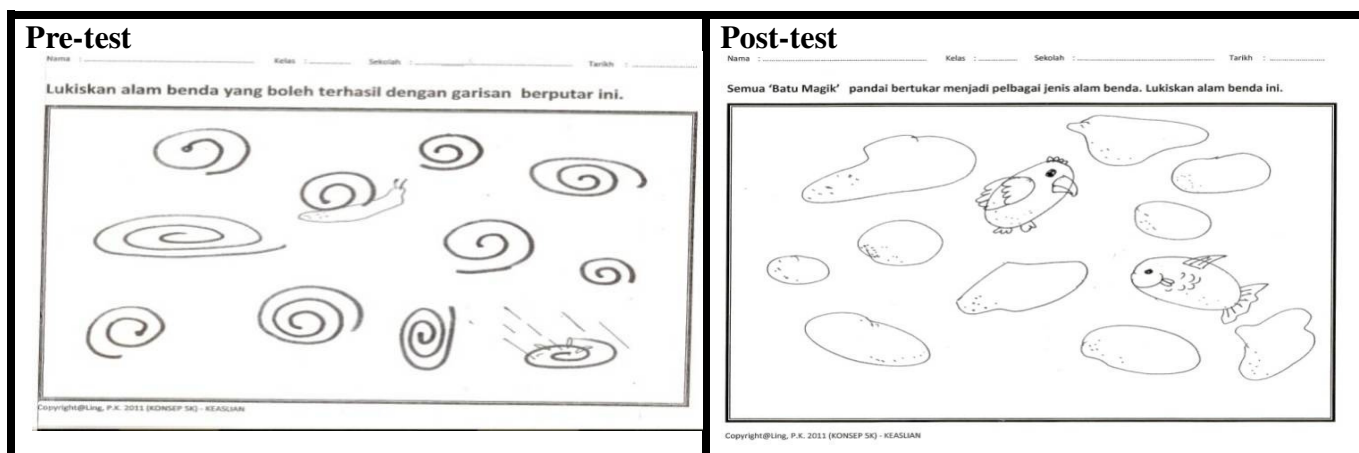 Pre-test
Nama : Kelas : Sekolah : Tarikh :
Lukiskan alam benda yang boleh terhasil dengan garisan berputar ini.
Copyright@Ling, P.K. 2011 (KONSEP 5K) - KEASLIAN
Post-test
Nama : Kelas : Sekolah : Tarikh :
Semua ‘Batu Magik’ pandai bertukar menjadi pelbagai jenis alam benda. Lukiskan alam benda ini.
Copyright@Ling, P.K. 2011 (KONSEP 5K) - KEASLIAN